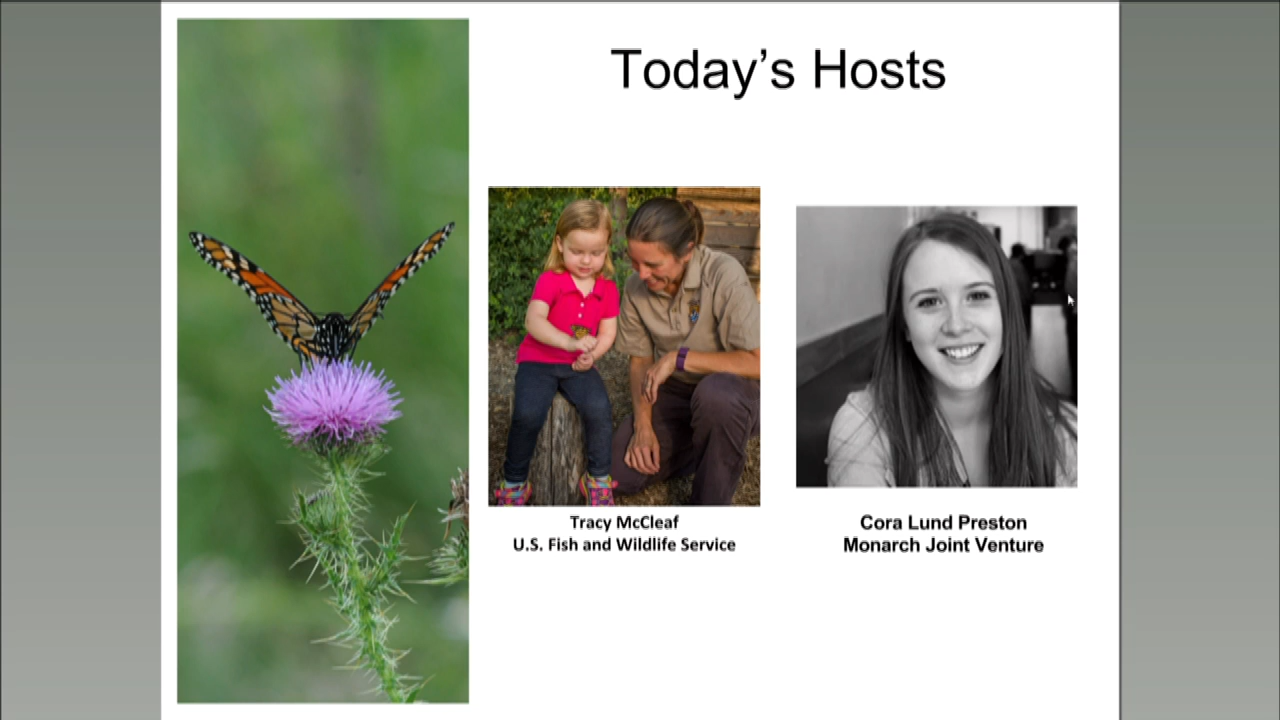 Today’s Hosts
Tracy McCleaf
U.S. Fish and Wildlife Service
Cora Lund Preston
Monarch Joint Venture